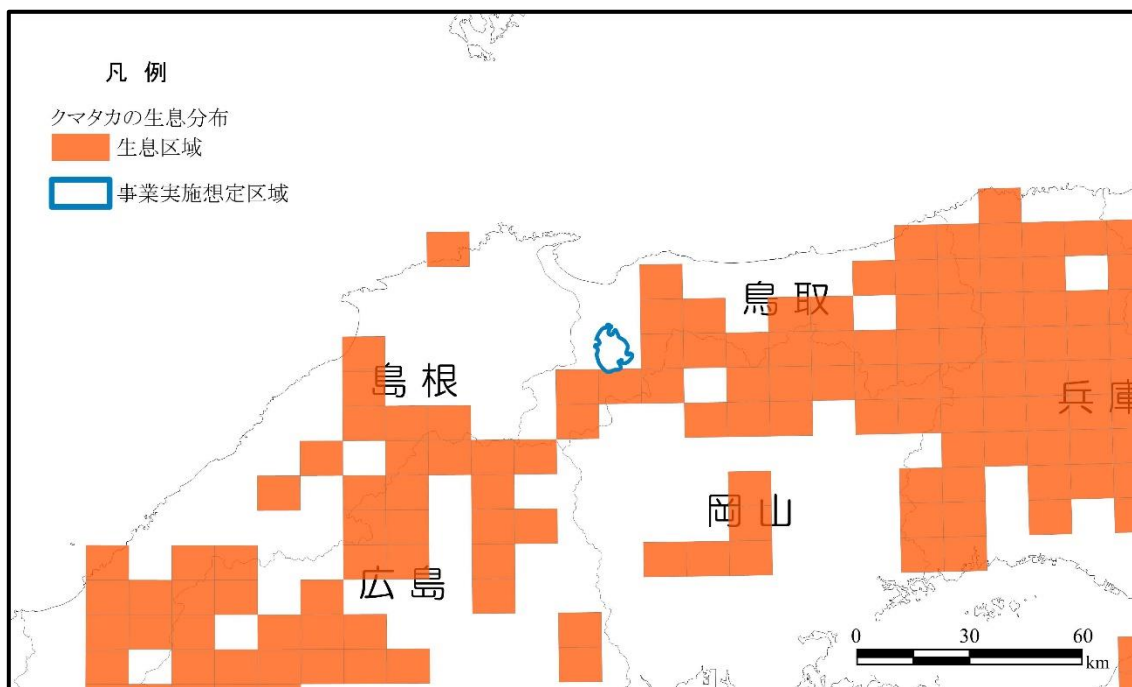 凡 例
クマタカの生息分布
生息区域
事業実施想定区域
鳥 取
島 根
兵 庫
岡 山
広 島
0 30 60
km